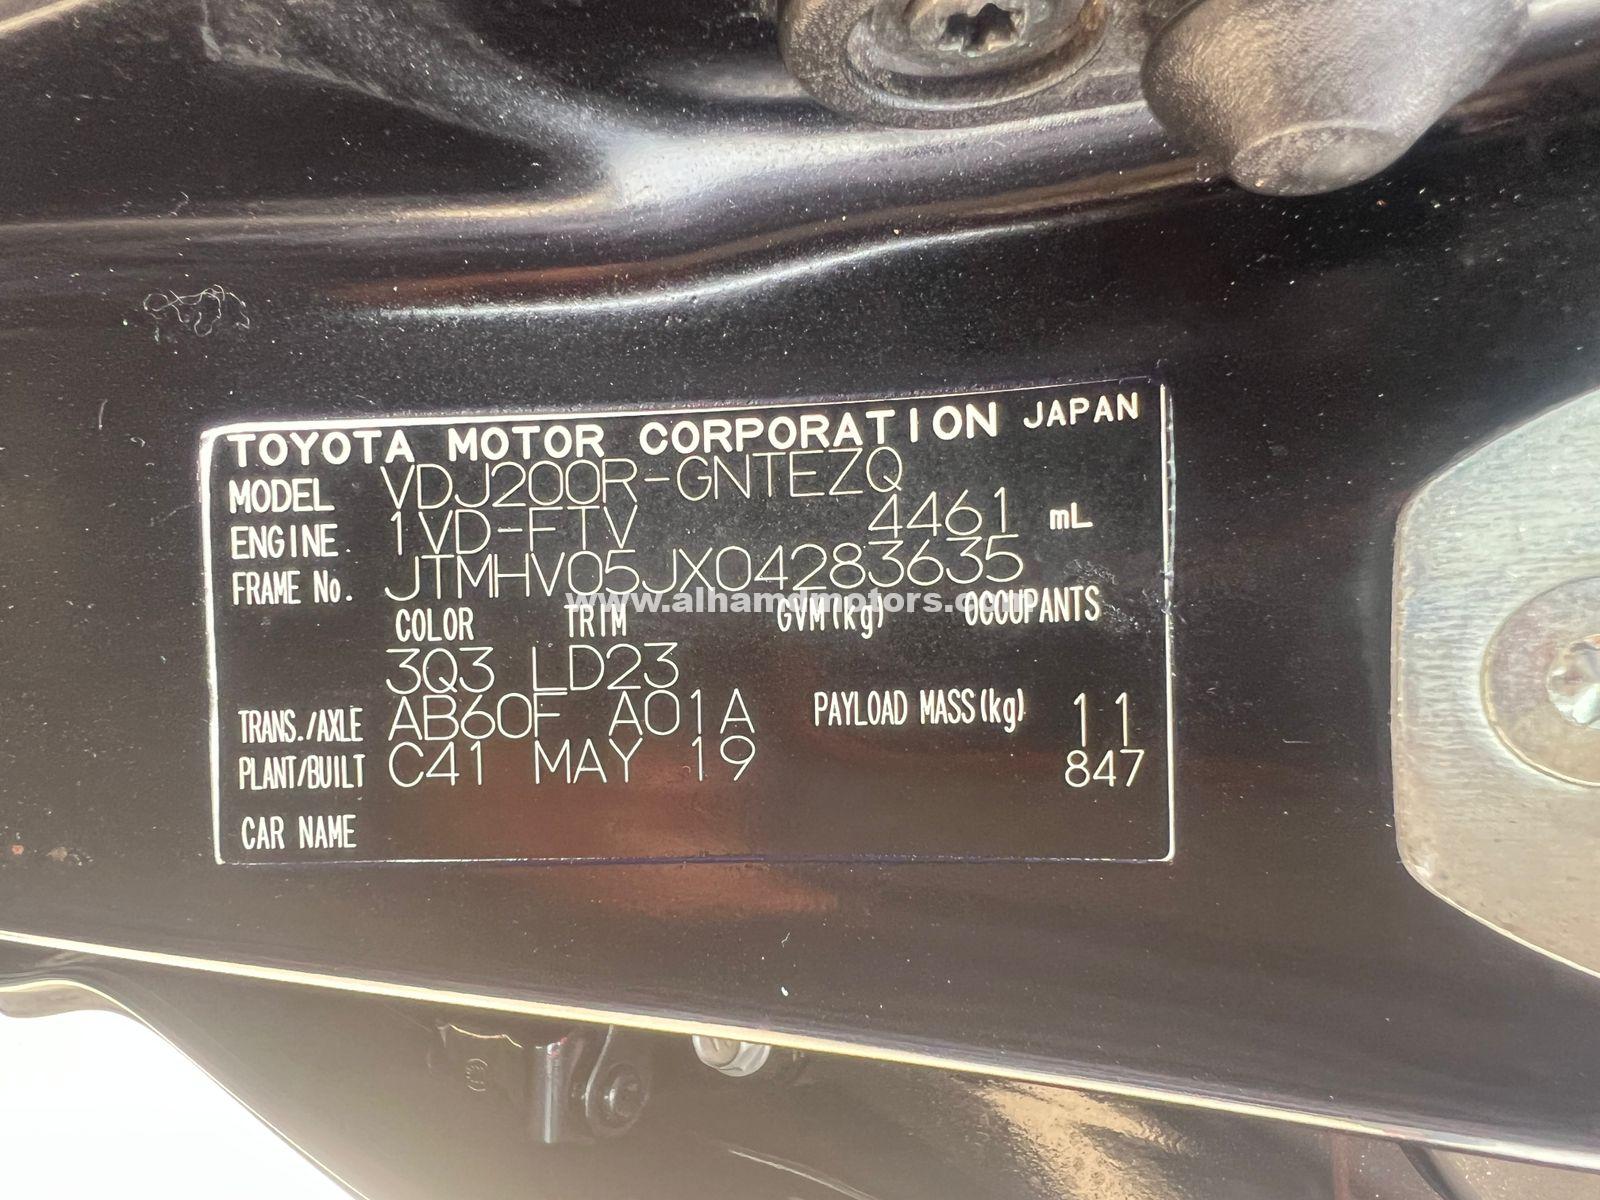 TOYOTA MOTOR CORPORATION JAPAN
MODEL VDJ200R-GNTEZQ
ENGINE 1VD-FTV 4461 mL
FRAME No. JTMHV05JX04283635
www.alhamdmotors.com
COLOR TRIM GVM(kg) OCCUPANTS
3Q3 LD23
TRANS./AXLE AB60F A01A PAYLOAD MASS(kg) 11
PLANT/BUILT C41 MAY 19 847
CAR NAME